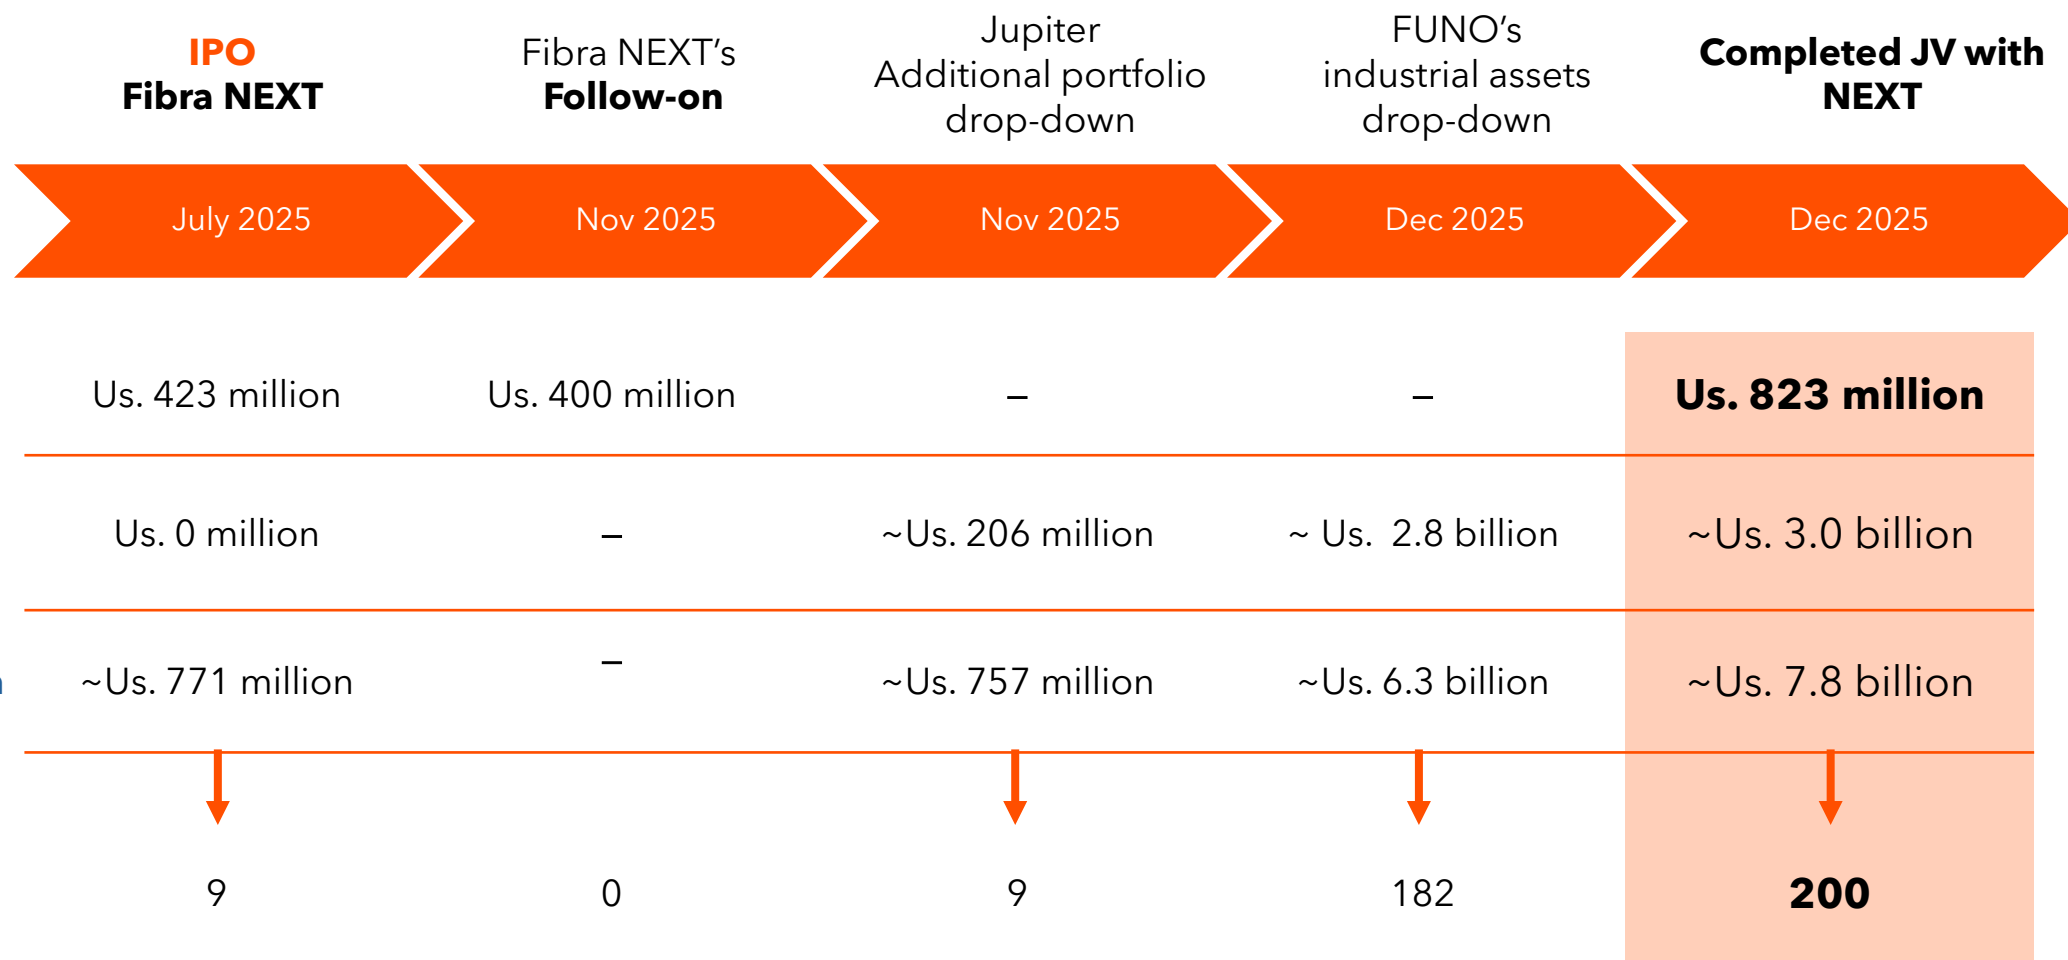 IPO
Fibra NEXT
Fibra NEXT’s
Follow-on
Jupiter
Additional portfolio
drop-down
FUNO’s
industrial assets
drop-down
Completed JV with
NEXT
July 2025
Nov 2025
Nov 2025
Dec 2025
Dec 2025
Us. 423 million
Us. 400 million
–
–
Us. 823 million
Us. 0 million
–
~Us. 206 million
~ Us. 2.8 billion
~Us. 3.0 billion
~Us. 771 million
–
~Us. 757 million
~Us. 6.3 billion
~Us. 7.8 billion
9
0
9
182
200